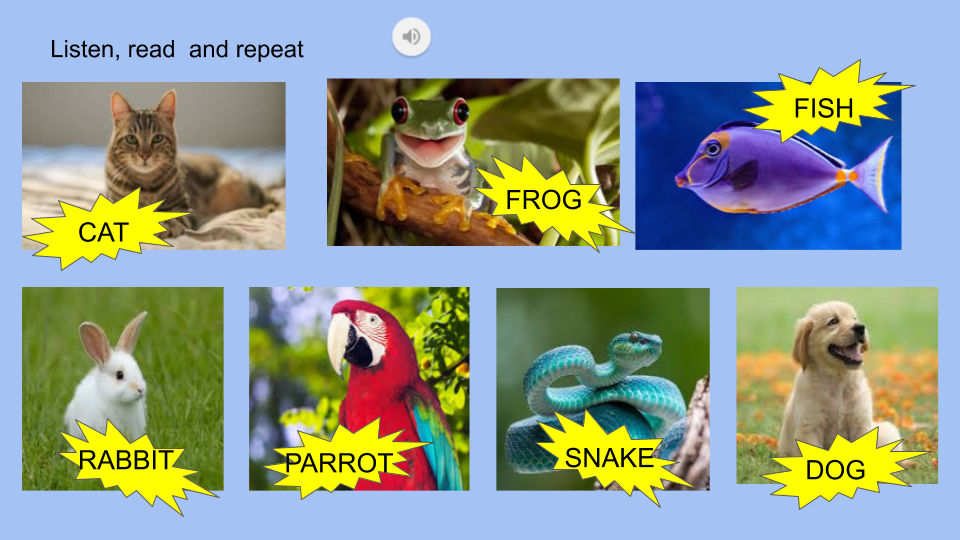 Listen, read  and repeat
CAT
FROG
FISH
RABBIT
PARROT
SNAKE
DOG